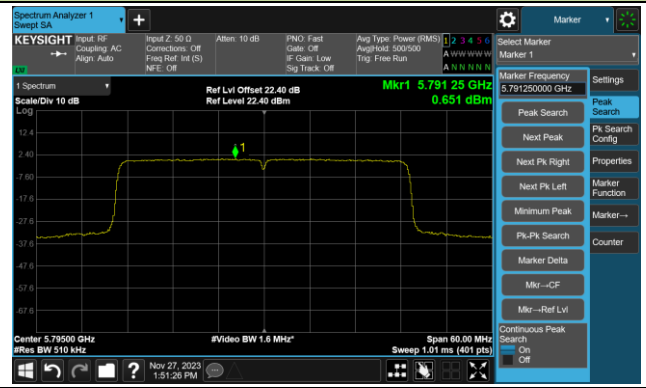 Spectrum Analyzer 1
Swept SA
Marker
KEYSIGHT
Input: RF
Coupling: AC
Align: Auto
Input Z: 50 Ω
Corrections: Off
Freq Ref: Int (S)
NFE: Off
Atten: 10 dB
PNO: Fast
Gate: Off
IF Gain: Low
Sig Track: Off
Avg Type: Power (RMS)
Avg|Hold: 500/500
Trig: Free Run
1 2 3 4 5 6
A W W W W W
A N N N N N
LW
Select Marker
Marker 1
1 Spectrum
Scale/Div 10 dB
Log
Ref Lvl Offset 22.40 dB
Ref Level 22.40 dBm
Mkr1 5.791 25 GHz
0.651 dBm
12.4
2.40
-7.60
-17.6
-27.6
-37.6
-47.6
-57.6
-67.6
1
Center 5.79500 GHz
#Res BW 510 kHz
#Video BW 1.6 MHz*
Span 60.00 MHz
Sweep 1.01 ms (401 pts)
Marker Frequency
5.791250000 GHz
Peak Search
Next Peak
Next Pk Right
Next Pk Left
Minimum Peak
Pk-Pk Search
Marker Delta
Mkr→CF
Mkr→Ref Lvl
Continuous Peak
Search
On
Off
Settings
Peak
Search
Pk Search
Config
Properties
Marker
Function
Marker→
Counter
Nov 27, 2023
1:51:26 PM